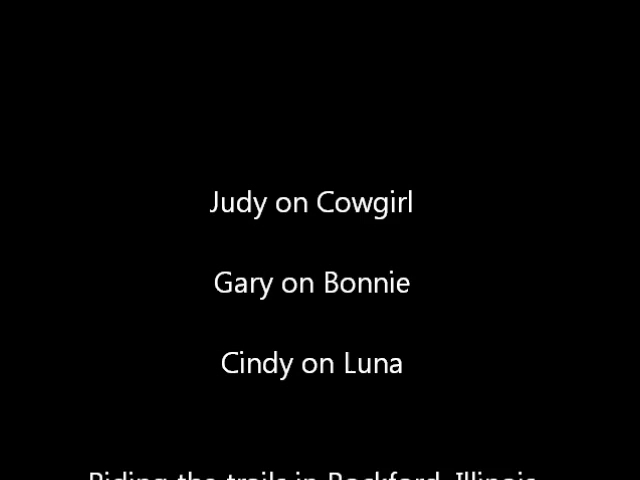 Judy on Cowgirl
Gary on Bonnie
Cindy on Luna
Riding the trails in Rockford, Illinois